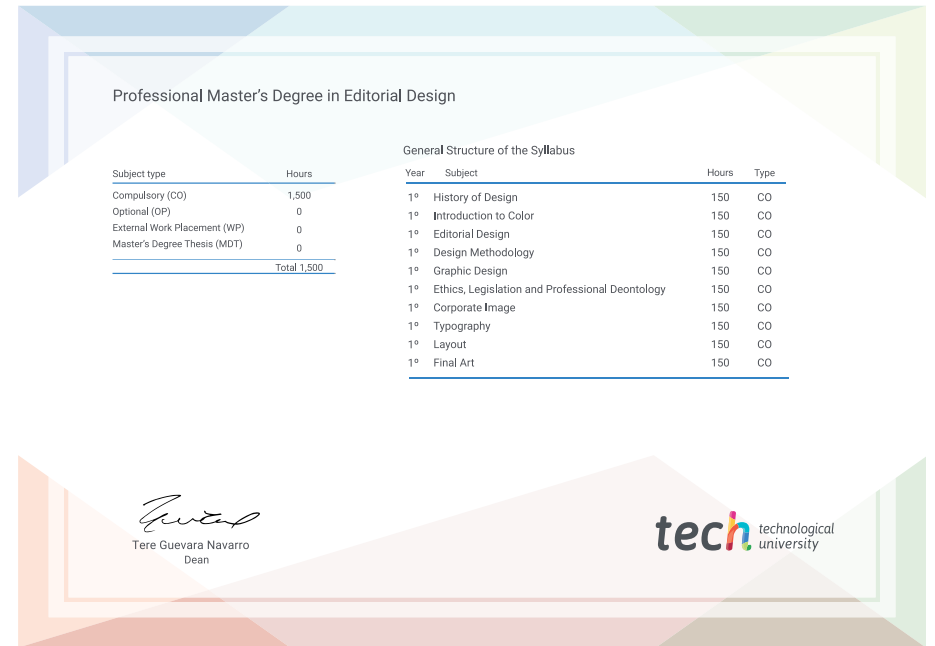 Professional Master's Degree in Editorial Design
General Structure of the Syllabus
Subject type Hours
Compulsory (CO) 1,500
Optional (OP) 0
External Work Placement (WP) 0
Master's Degree Thesis (MDT) 0
Total 1,500
Year Subject Hours Type
1º History of Design 150 CO
1º Introduction to Color 150 CO
1º Editorial Design 150 CO
1º Design Methodology 150 CO
1º Graphic Design 150 CO
1º Ethics, Legislation and Professional Deontology 150 CO
1º Corporate Image 150 CO
1º Typography 150 CO
1º Layout 150 CO
1º Final Art 150 CO
Tere Guevara Navarro
Dean
tech technological
university